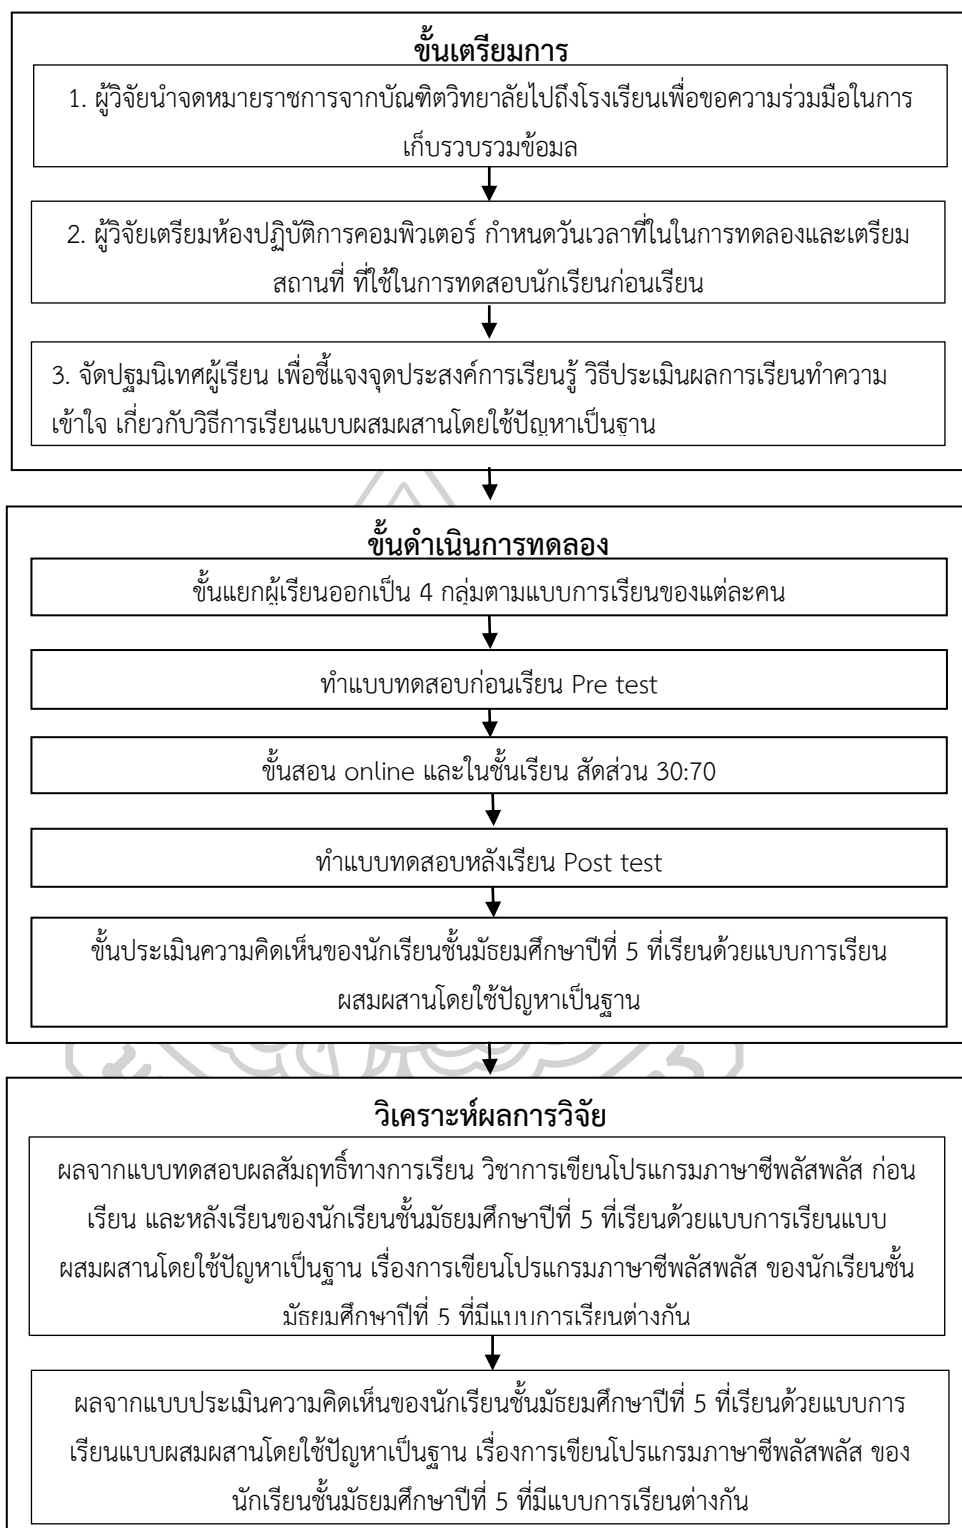 ขั้นเตรียมการ
1. ผู้วิจัยนำจดหมายราชการจากบัณฑิตวิทยาลัยไปถึงโรงเรียนเพื่อขอความร่วมมือในการ
เก็บรวบรวมข้อมูล
2. ผู้วิจัยเตรียมห้องปฏิบัติการคอมพิวเตอร์ กำหนดวันเวลาที่ในในการทดลองและเตรียม
สถานที่ ที่ใช้ในการทดสอบนักเรียนก่อนเรียน
3. จัดปฐมนิเทศผู้เรียน เพื่อชี้แจงจุดประสงค์การเรียนรู้ วิธีประเมินผลการเรียนทำความ
เข้าใจ เกี่ยวกับวิธีการเรียนแบบผสมผสานโดยใช้ปัญหาเป็นฐาน
ขั้นดำเนินการทดลอง
ขั้นแยกผู้เรียนออกเป็น 4 กลุ่มตามแบบการเรียนของแต่ละคน
ทำแบบทดสอบก่อนเรียน Pre test
ขั้นสอน online และในชั้นเรียน สัดส่วน 30:70
ทำแบบทดสอบหลังเรียน Post test
ขั้นประเมินความคิดเห็นของนักเรียนชั้นมัธยมศึกษาปีที่ 5 ที่เรียนด้วยแบบการเรียน
ผสมผสานโดยใช้ปัญหาเป็นฐาน
วิเคราะห์ผลการวิจัย
ผลจากแบบทดสอบผลสัมฤทธิ์ทางการเรียน วิชาการเขียนโปรแกรมภาษาซีพลัสพลัส ก่อน
เรียน และหลังเรียนของนักเรียนชั้นมัธยมศึกษาปีที่ 5 ที่เรียนด้วยแบบการเรียนแบบ
ผสมผสานโดยใช้ปัญหาเป็นฐาน เรื่องการเขียนโปรแกรมภาษาซีพลัสพลัส ของนักเรียนชั้น
มัธยมศึกษาปีที่ 5 ที่มีแบบการเรียนต่างกัน
ผลจากแบบประเมินความคิดเห็นของนักเรียนชั้นมัธยมศึกษาปีที่ 5 ที่เรียนด้วยแบบการ
เรียนแบบผสมผสานโดยใช้ปัญหาเป็นฐาน เรื่องการเขียนโปรแกรมภาษาซีพลัสพลัส ของ
นักเรียนชั้นมัธยมศึกษาปีที่ 5 ที่มีแบบการเรียนต่างกัน